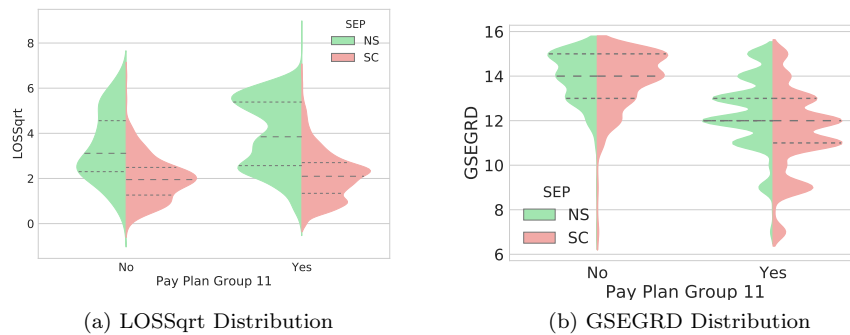 SEP
NS
SC
8
6
4
2
0
LOSSqrt
No
Yes
Pay Plan Group 11
(a) LOSSqrt Distribution
16
14
12
10
8
6
GSEGRD
SEP
NS
SC
No
Yes
Pay Plan Group 11
(b) GSEGRD Distribution